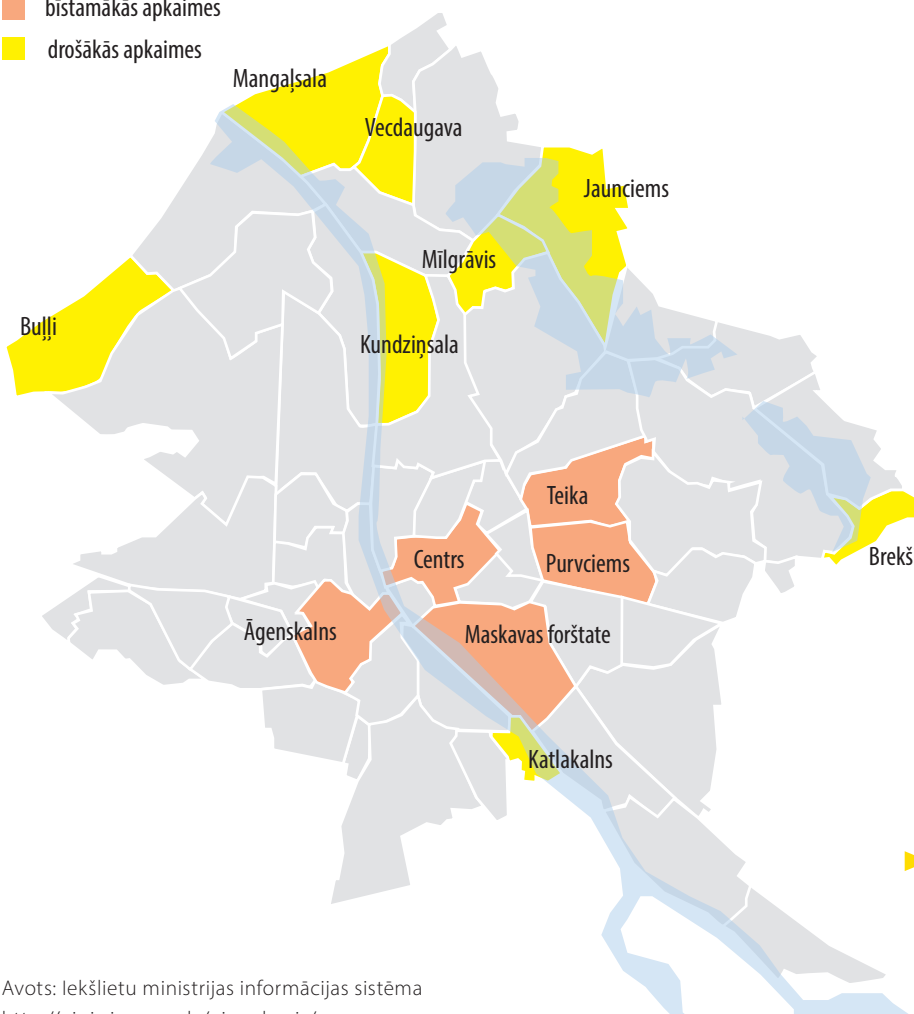 bīstamākās apkaimes
drošākās apkaimes
Mangaļsala
Vecdaugava
Jaunciems
Mīlgrāvis
Buļļi
Kundziņsala
Teika
Centrs
Purvciems
Brekš
Āgenskalns
Maskavas forštate
Katlakalns
Avots: Iekšlietu ministrijas informācijas sistēma